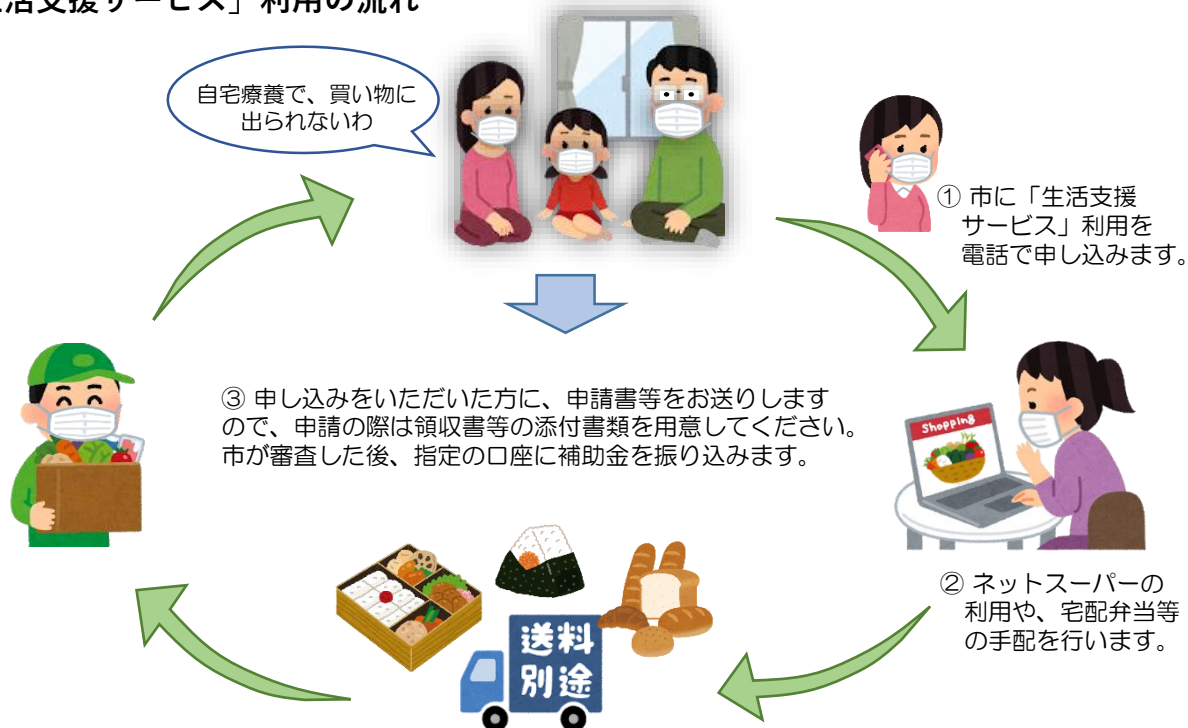 活支援サービス」利用の流れ
自宅療養で、買い物に
出られないわ
① 市に「生活支援
サービス」利用を
電話で申し込みます。
③ 申し込みをいただいた方に、申請書等をお送りします
ので、申請の際は領収書等の添付書類を用意してください。
市が審査した後、指定の口座に補助金を振り込みます。
Shopping
② ネットスーパーの
利用や、宅配弁当等
の手配を行います。
送料
別途